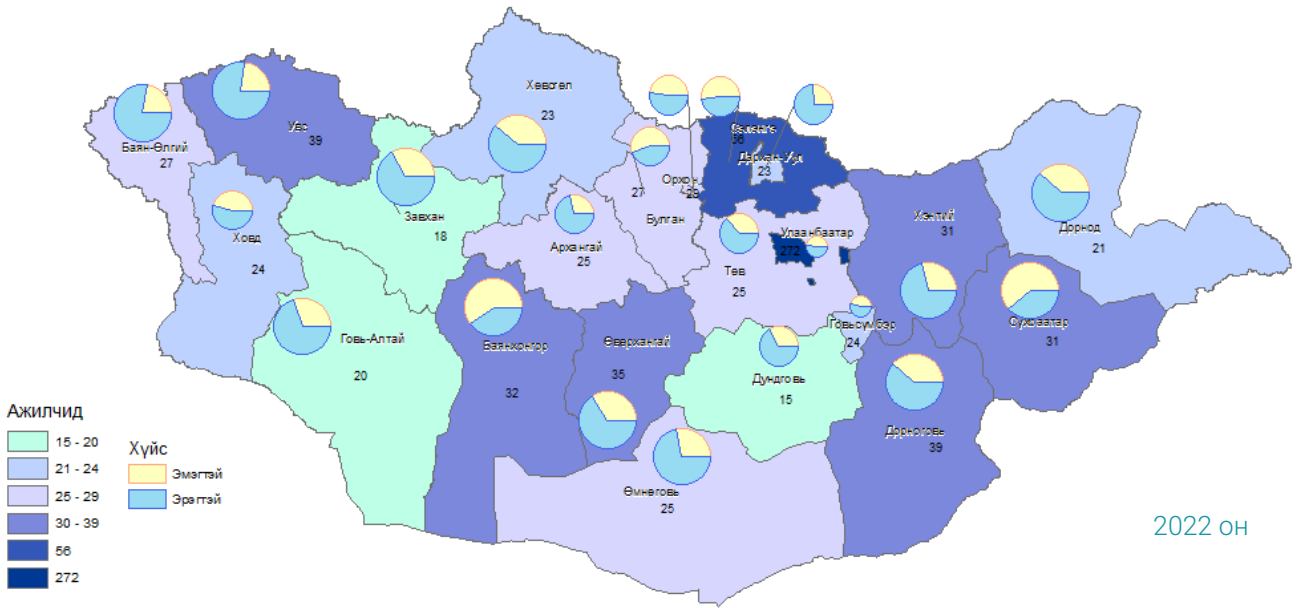 Хөвсгөл
23
Увс
39
Баян-Өлгий
27
Завхан
18
Ховд
24
Архангай
25
27
Булган
Орхон
29
56
Дархан-Уул
23
Улаанбаатар
272
Төв
25
Хэнтий
31
Дорнод
21
Сүхбаатар
31
Говьсүмбэр
24
Говь-Алтай
20
Баянхонгор
32
Өвөрхангай
35
Дундговь
15
Дорноговь
39
Өмнөговь
25
Ажилчид
15 - 20
21 - 24
25 - 29
30 - 39
56
272
Хүйс
Эмэгтэй
Эрэгтэй
2022 он